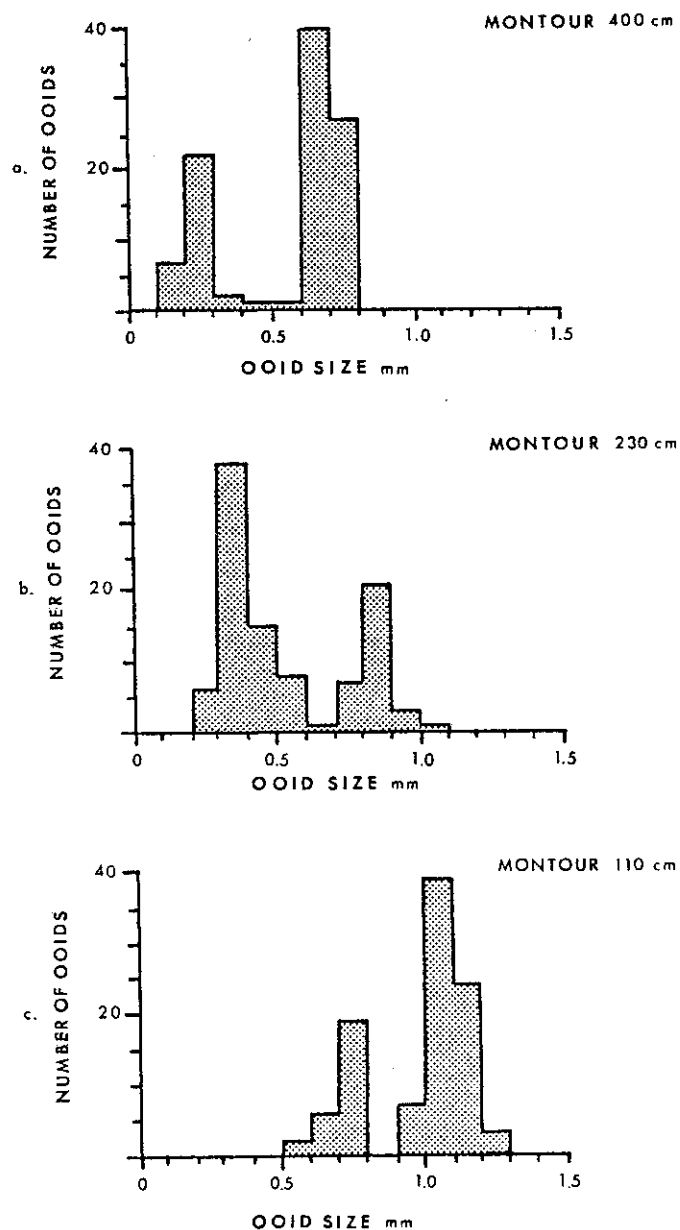 MONTOUR 400 cm
a.
NUMBER OF OOIDS
40
20
0 0.5 1.0 1.5
OOID SIZE mm
MONTOUR 230 cm
b.
NUMBER OF OOIDS
40
20
0 0.5 1.0 1.5
OOID SIZE mm
MONTOUR 110 cm
c.
NUMBER OF OOIDS
40
20
0 0.5 1.0 1.5
OOID SIZE mm